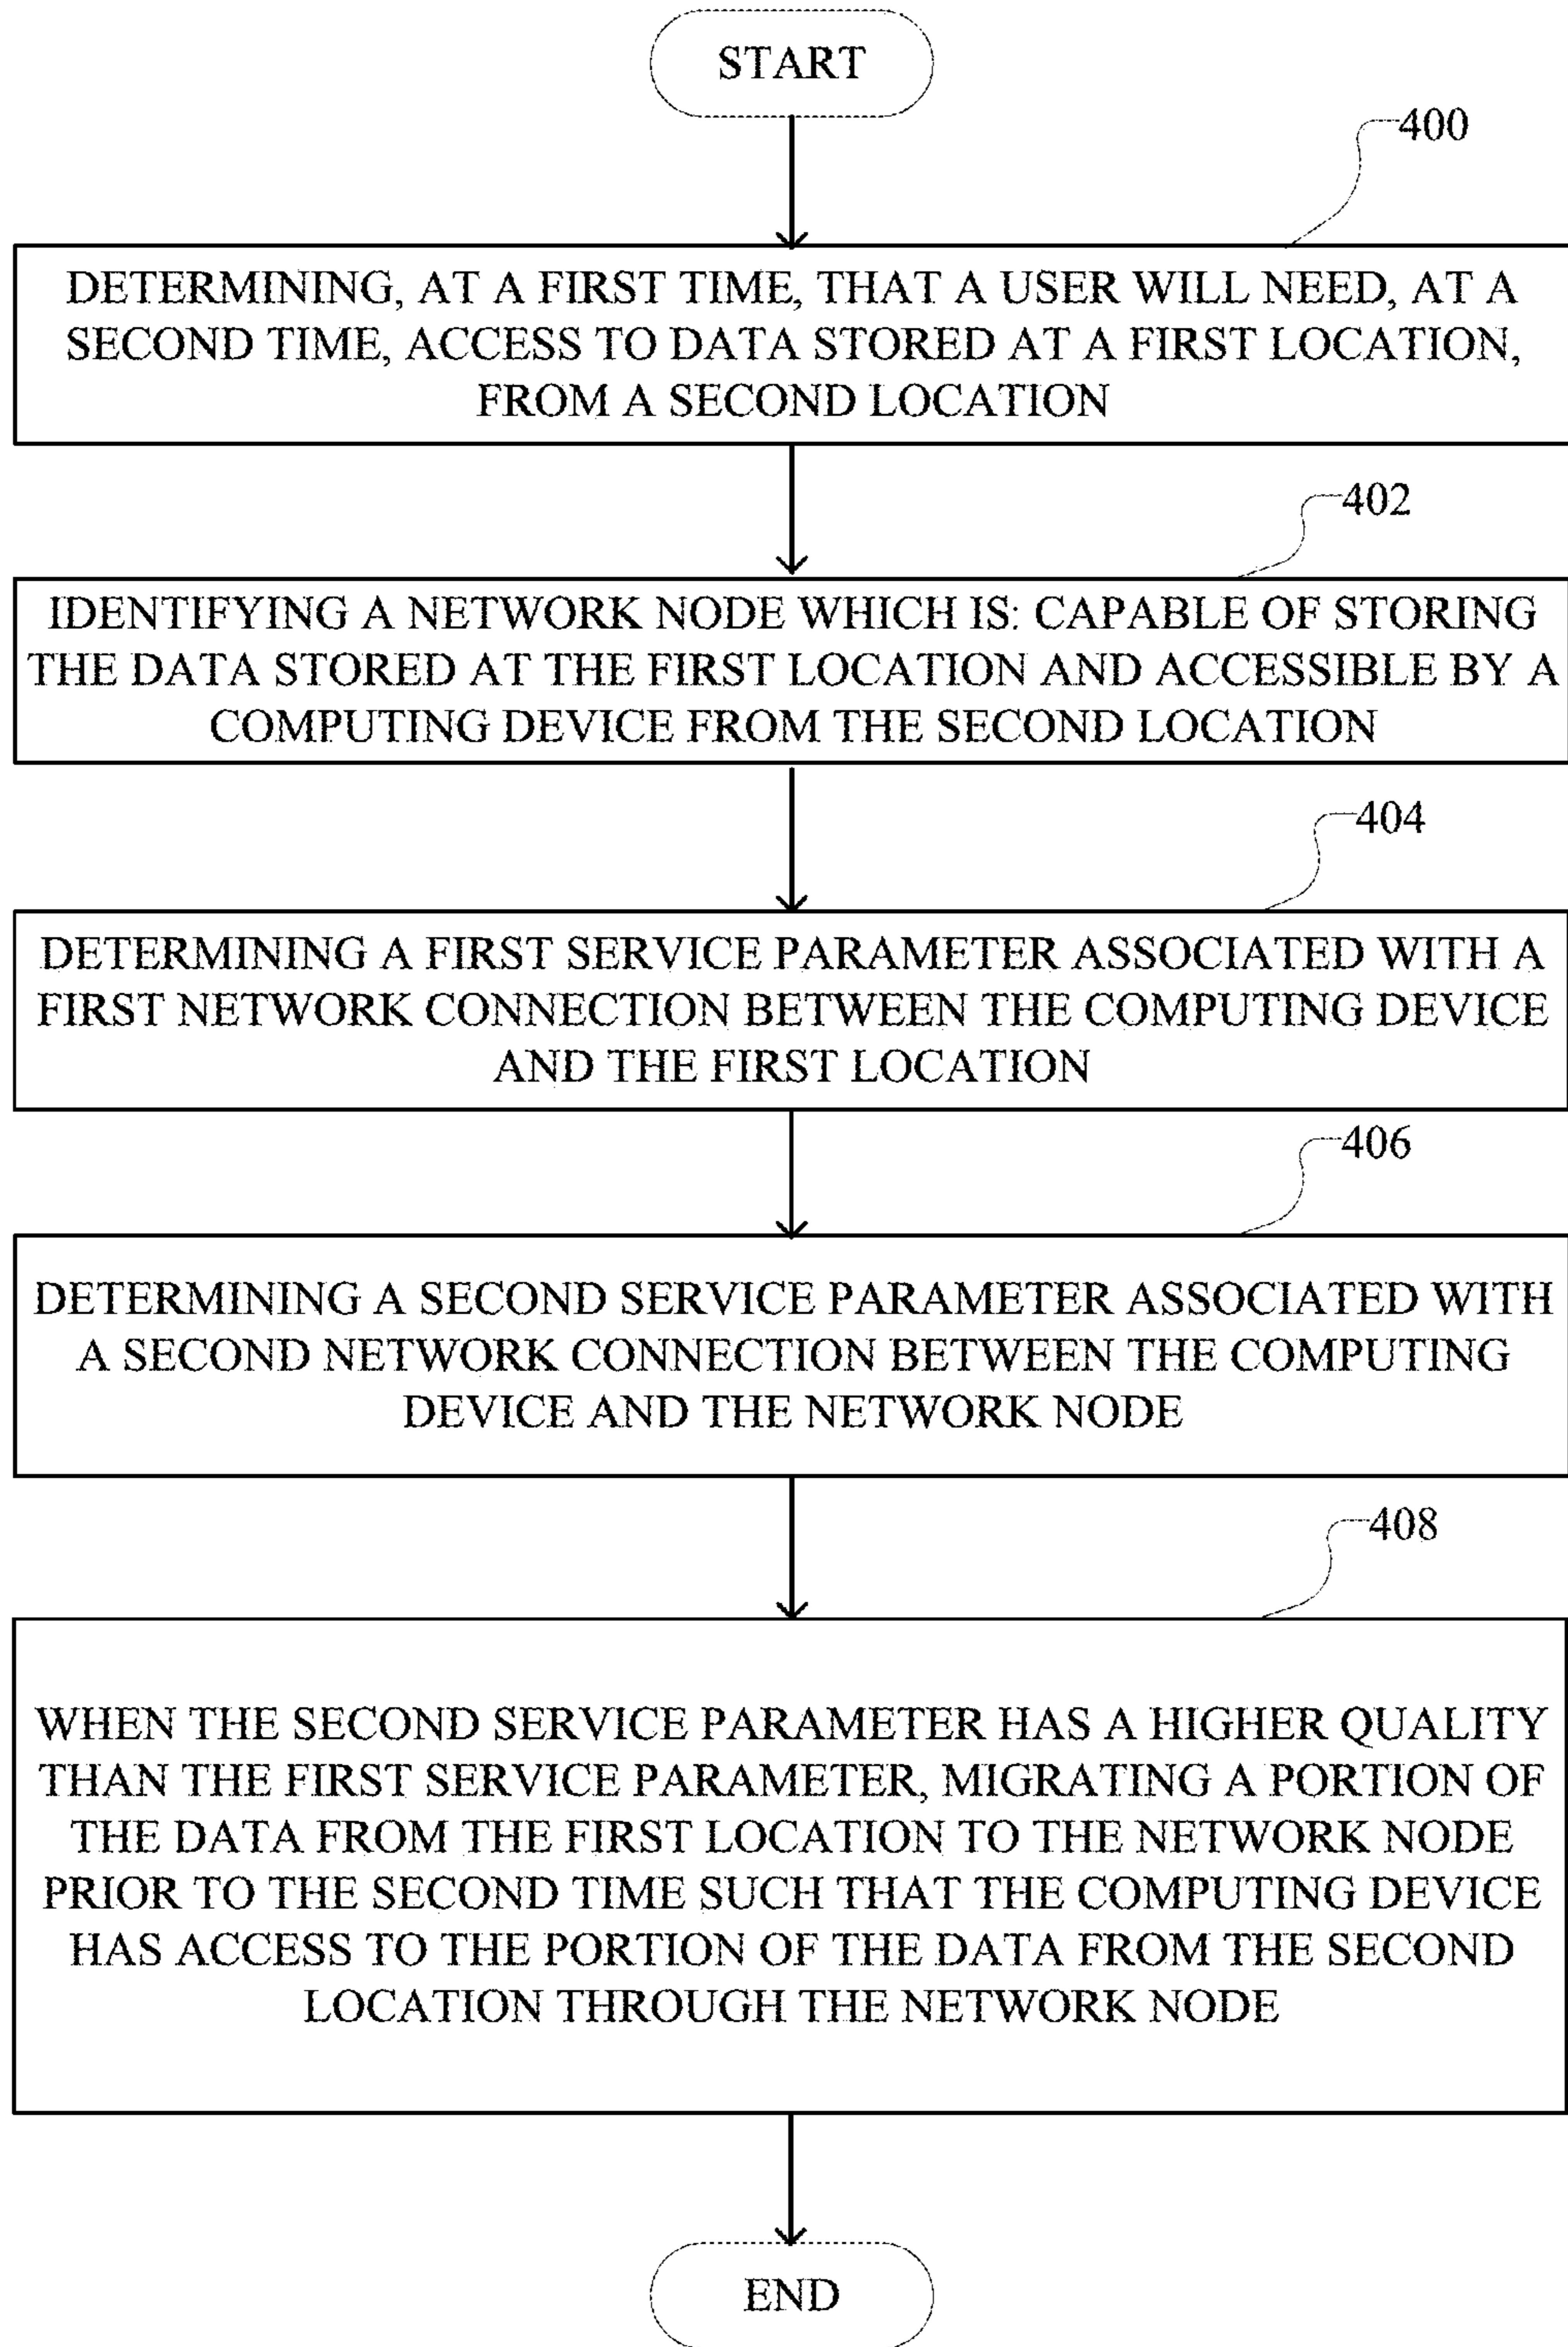 START
400
DETERMINING, AT A FIRST TIME, THAT A USER WILL NEED, AT A
SECOND TIME, ACCESS TO DATA STORED AT A FIRST LOCATION,
FROM A SECOND LOCATION
402
IDENTIFYING A NETWORK NODE WHICH IS: CAPABLE OF STORING
THE DATA STORED AT THE FIRST LOCATION AND ACCESSIBLE BY A
COMPUTING DEVICE FROM THE SECOND LOCATION
404
DETERMINING A FIRST SERVICE PARAMETER ASSOCIATED WITH A
FIRST NETWORK CONNECTION BETWEEN THE COMPUTING DEVICE
AND THE FIRST LOCATION
406
DETERMINING A SECOND SERVICE PARAMETER ASSOCIATED WITH
A SECOND NETWORK CONNECTION BETWEEN THE COMPUTING
DEVICE AND THE NETWORK NODE
408
WHEN THE SECOND SERVICE PARAMETER HAS A HIGHER QUALITY
THAN THE FIRST SERVICE PARAMETER, MIGRATING A PORTION OF
THE DATA FROM THE FIRST LOCATION TO THE NETWORK NODE
PRIOR TO THE SECOND TIME SUCH THAT THE COMPUTING DEVICE
HAS ACCESS TO THE PORTION OF THE DATA FROM THE SECOND
LOCATION THROUGH THE NETWORK NODE
END